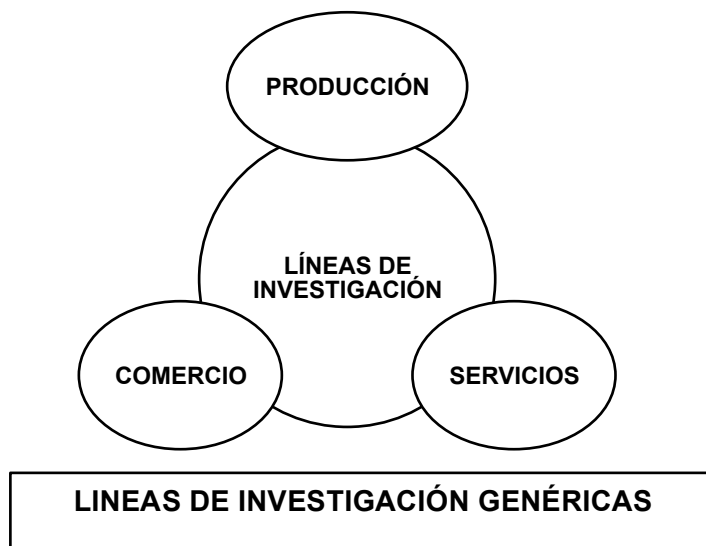 PRODUCCIÓN
LÍNEAS DE
INVESTIGACIÓN
COMERCIO
SERVICIOS
LINEAS DE INVESTIGACIÓN GENÉRICAS